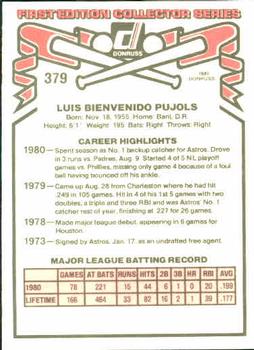 FIRST EDITION COLLECTOR SERIES
DONRUSS
379
1981
DONRUSS
LUIS BIENVENIDO PUJOLS
Born: Nov. 18, 1955 Home: Bani, D.R.
Height: 6'1" Weight: 195 Bats: Right Throws: Right
CAREER HIGHLIGHTS
1980—Spent season as No. 1 backup catcher for Astros. Drove
in 3 runs vs. Padres, Aug. 9. Started 4 of 5 NL playoff
games vs. Phillies, missing only game 4 because of a foul
ball having bounced off his ankle.
1979—Came up Aug. 28 from Charleston where he had hit
.249 in 105 games. Hit in 4 of his 1st 5 games with two
doubles, a triple and three RBI and was Astros' No. 1
catcher rest of year, finishing at .227 for 26 games.
1978—Made major league debut, appearing in 6 games for
Houston.
1973—Signed by Astros, Jan. 17, as an undrafted free agent.
MAJOR LEAGUE BATTING RECORD
GAMES AT BATS RUNS HITS 2B 3B HR RBI AVG
1980 78 221 15 44 6 1 0 20 .199
LIFETIME 166 464 33 82 16 2 1 39 .177